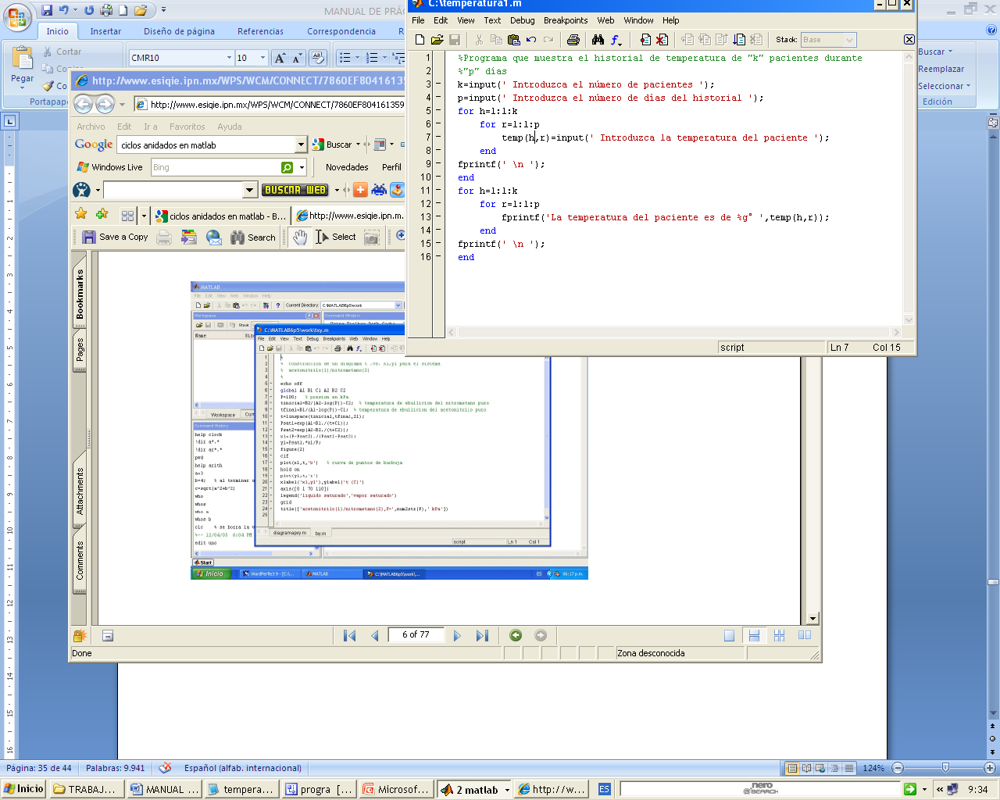 MANUAL DE PRÁC
C:\temperatura1.m
Inicio Insertar Diseño de página Referencias Correspondencia R
File Edit View Text Debug Breakpoints Web Window Help
Stack: Base
Cortar
Pegar
Portapape
CMR10 10
Buscar
Reemplazar
Seleccionar
Edición
1 %Programa que muestra el historial de temperatura de "k" pacientes durante
2 %"p" días
3 k=input(' Introduzca el número de pacientes ');
4 p=input(' Introduzca el número de días del historial ');
5 for h=1:1:k
6 for r=1:1:p
7 temp(h,r)=input(' Introduzca la temperatura del paciente ');
8 end
9 fprintf(' \n ');
10 end
11 for h=1:1:k
12 for r=1:1:p
13 fprintf('La temperatura del paciente es de %g° ',temp(h,r));
14 end
15 fprintf(' \n ');
16 end
script Ln 7 Col 15
http://www.esiqie.ipn.mx/WPS/WCM/CONNECT/7860EF804161359
http://www.esiqie.ipn.mx/WPS/WCM/CONNECT/7860EF804161359
Archivo Edit Ir a Favoritos Ayuda
Google ciclos anidados en matlab Buscar
Windows Live Bing Novedades Perfil
BUSCAR WEB
ciclos anidados en matlab - B... http://www.esiqie.ipn.m.
Save a Copy Search Select
Bookmarks
Pages
Attachments
Comments
MATLAB
File Edit View Web Window Help
Current Directory: C:\MATLAB6p5\work
Workspace Command Window
Stack
Name Siz
C:\MATLAB6p5\work\txy.m
File Edit View Text Debug Breakpoints Web Window Help
1 %
2 % construccion de un diagrama t .vs. x1,y1 para el sistema
3 % acetonitrilo(1)/nitrometano(2)
4 %
5 echo off
6 global A1 B1 C1 A2 B2 C2
7 P=100; % presion en kPa
8 tinicial=B2/(A2-log(P))-C2; % temperatura de ebullicion del nitrometano puro
9 tfinal=B1/(A1-log(P))-C1; % temperatura de ebullicion del acetonitrilo puro
10 t=linspace(tinicial,tfinal,21);
11 Psat1=exp(A1-B1./(t+C1));
12 Psat2=exp(A2-B2./(t+C2));
13 x1=(P-Psat2)./(Psat1-Psat2);
14 y1=Psat1.*x1/P;
15 figure(2)
16 clf
17 plot(x1,t,'b') % curva de puntos de burbuja
18 hold on
19 plot(y1,t,'r')
20 xlabel('x1,y1'),ylabel('t (C)')
21 axis([0 1 70 110])
22 legend('liquido saturado','vapor saturado')
23 grid
24 title(['acetonitrilo(1)/nitrometano(2),P=',num2str(P),' kPa'])
25
diagramapxy.m txy.m
script Ln 1 Col 1
Workspace
Command History
help clock
!dir a*.*
!dir ar*.*
pwd
help arith
a=3
b=4; % al terminar u
c=sqrt(a^2+b^2)
who
whos
who a
whos b
clc % se borra la v
%-- 12/04/05 6:04 PM
edit uno
Start
Inicio WordPerfect 9 - [C:\... MATLAB C:\MATLAB6p5\work\... ES 06:17 p.m.
6 of 77
Done Zona desconocida
Página: 35 de 44 Palabras: 9.941 Español (alfab. internacional) 124%
Inicio TRABAJ... MANUAL ... tempera... progra [... Microsof... 2 matlab http://w... ES nero SEARCH 9:34